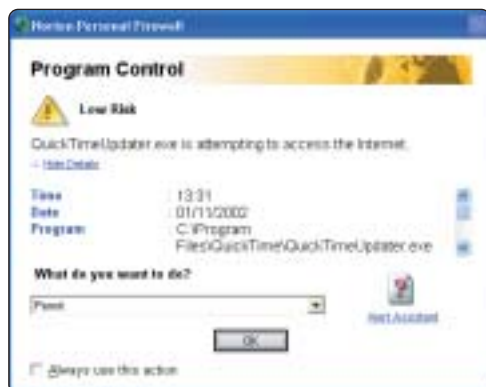 Norton Personal Firewall
Program Control
Low Risk
QuickTimeUpdater.exe is attempting to access the Internet.
- Hide Details
Time : 13:31
Date : 01/11/2002
Program : C:\Program
Files\QuickTime\QuickTimeUpdater.exe
What do you want to do?
Permit
Alert Assistant
OK
Always use this action